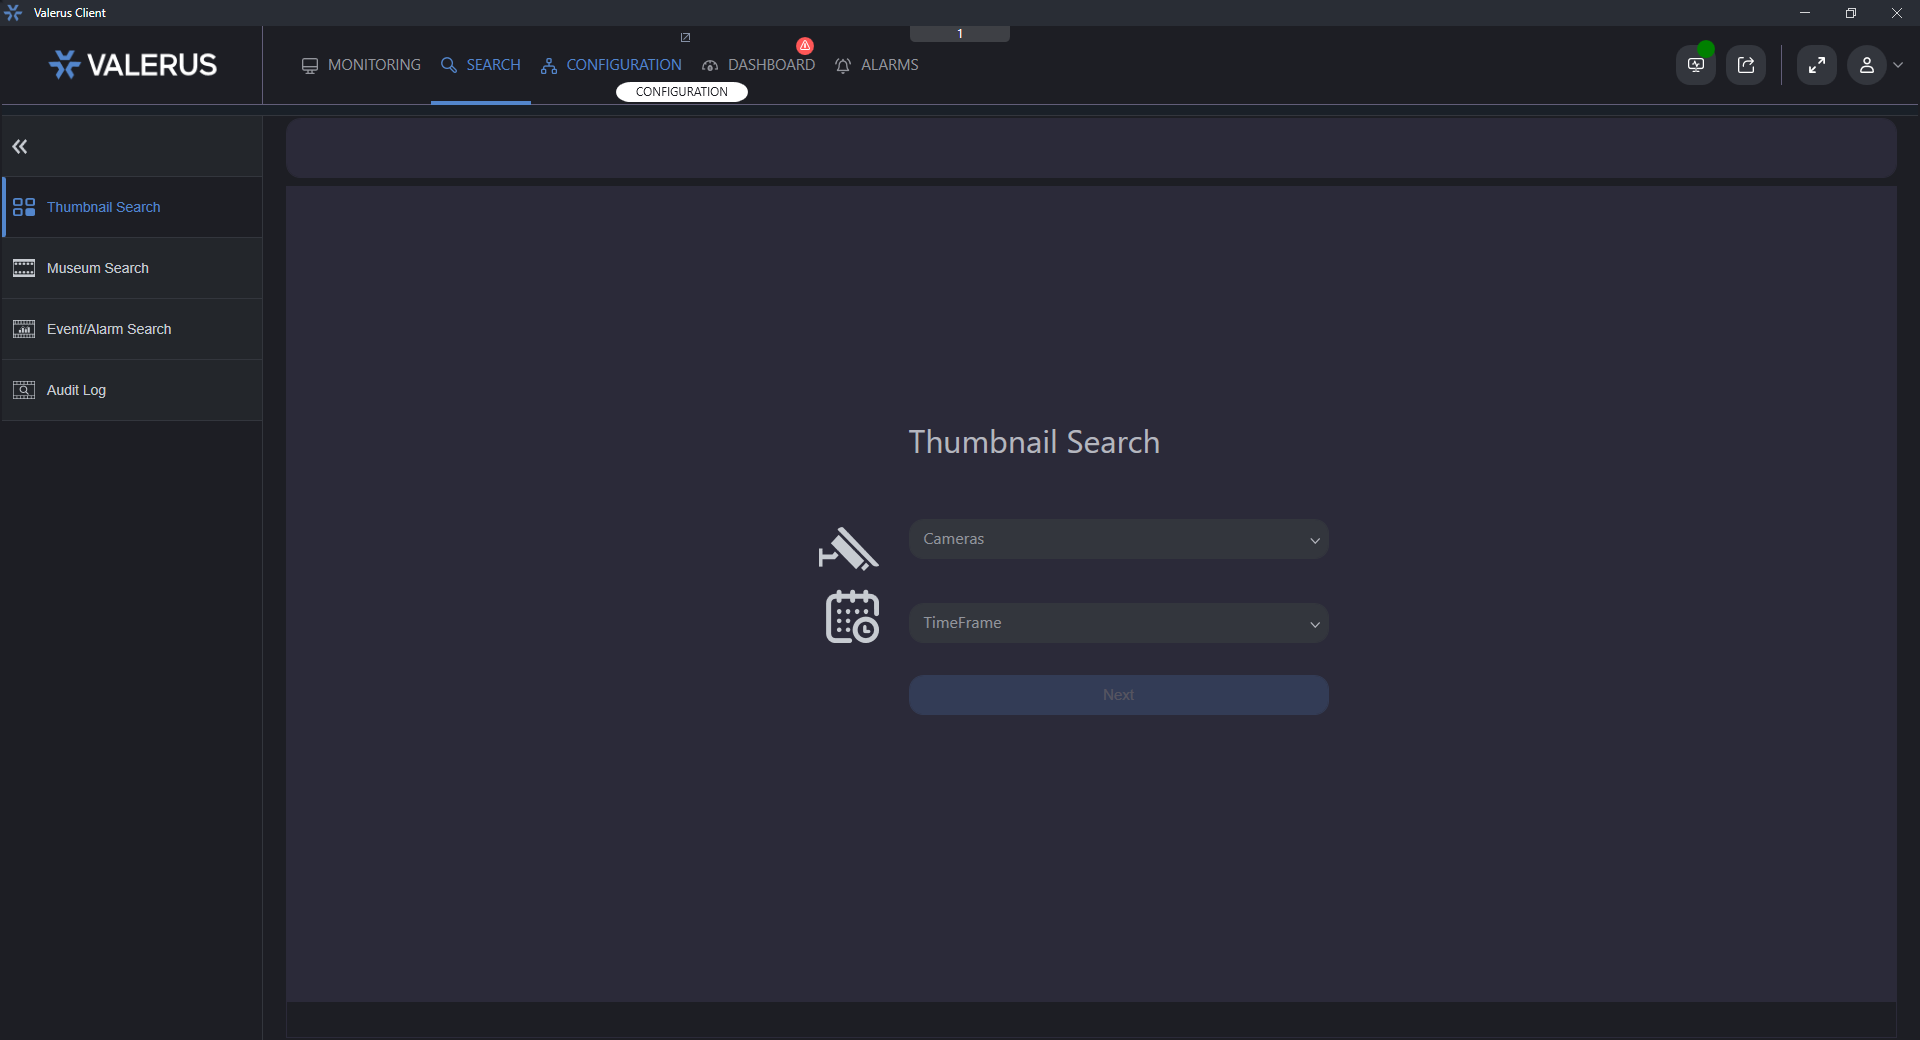 Valerus Client
1
VALERUS
MONITORING
SEARCH
CONFIGURATION
DASHBOARD
ALARMS
CONFIGURATION
Thumbnail Search
Museum Search
Event/Alarm Search
Audit Log
Thumbnail Search
Cameras
TimeFrame
Next